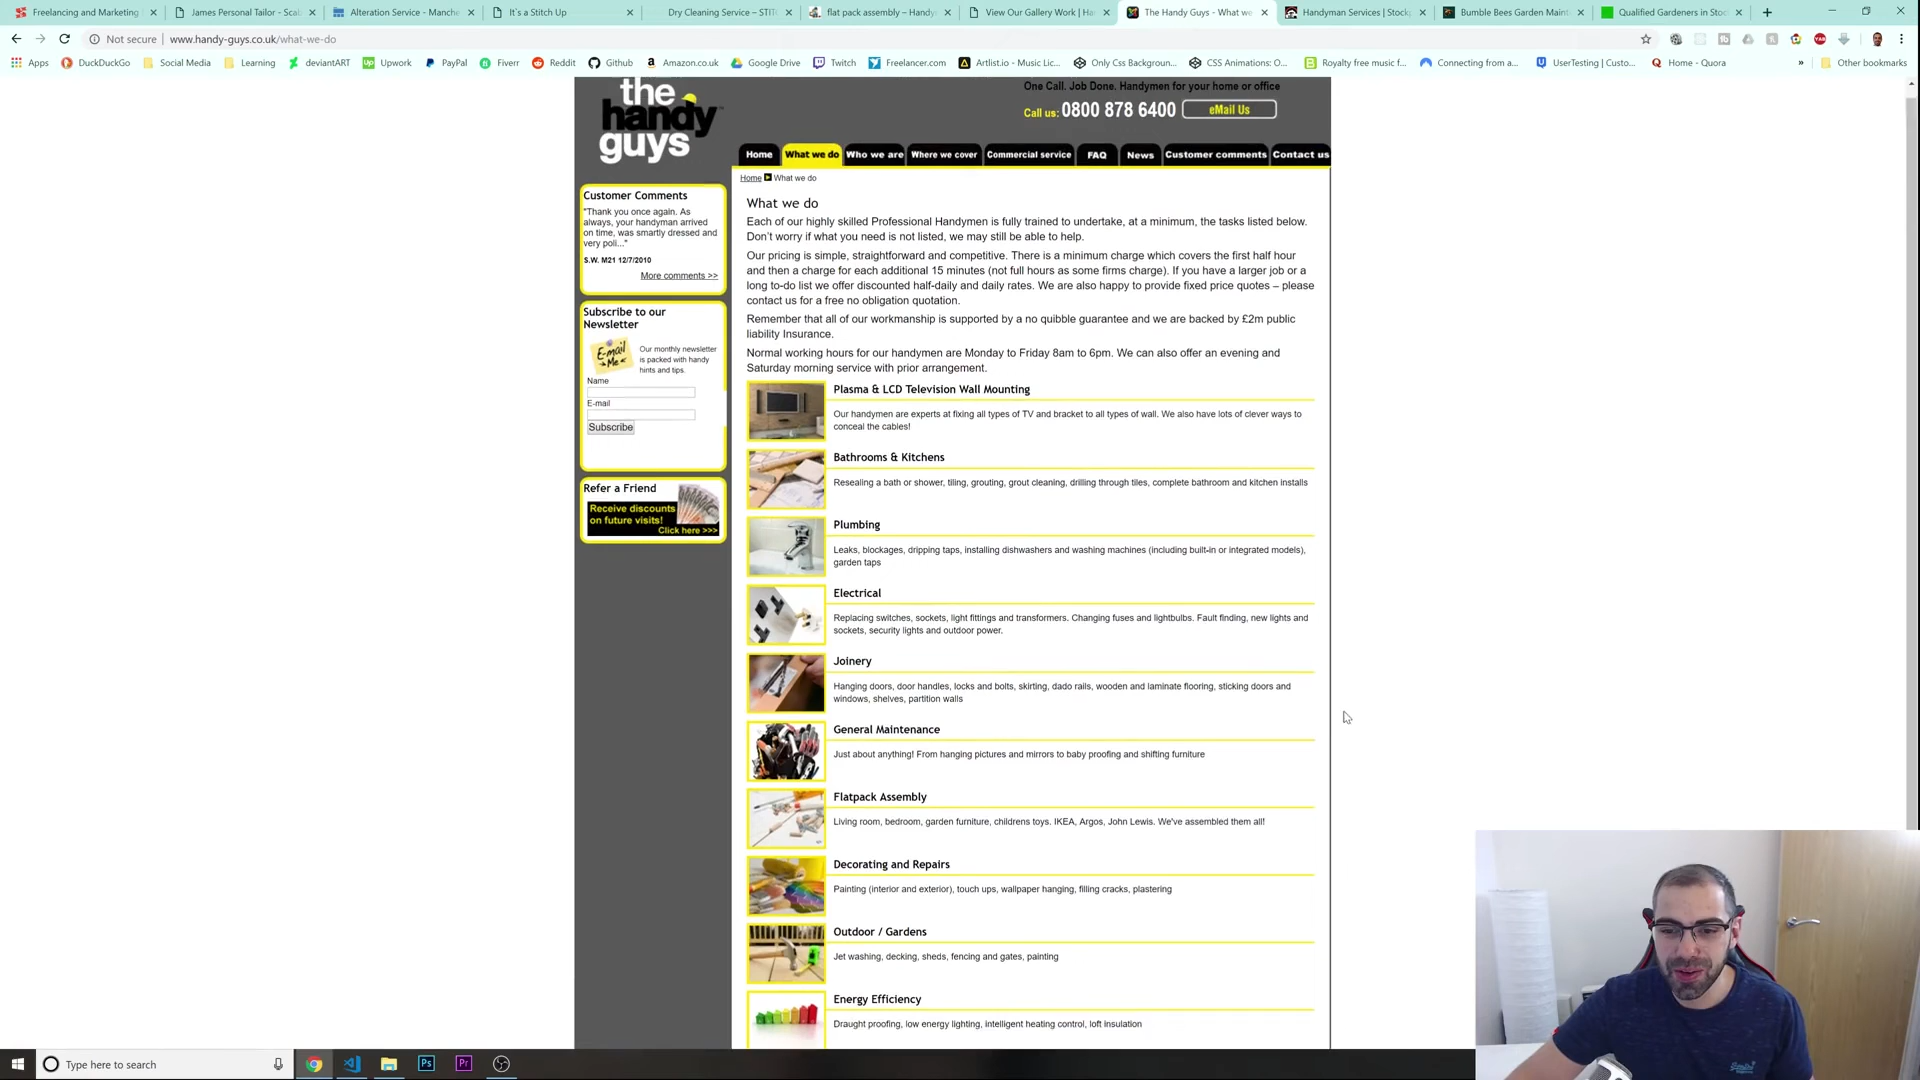 Freelancing and Marketing
James Personal Tailor - Scal
Alteration Service - Manche
It's a Stitch Up
Dry Cleaning Service – STIT
flat pack assembly – Handy
View Our Gallery Work | Ha
The Handy Guys - What we
Handyman Services | Stockp
Bumble Bees Garden Maint
Qualified Gardeners in Stoc
Not secure
www.handy-guys.co.uk/what-we-do
Apps
DuckDuckGo
Social Media
Learning
deviantART
Upwork
PayPal
Fiverr
Reddit
Github
Amazon.co.uk
Google Drive
Twitch
Freelancer.com
Artlist.io - Music Lic...
Only Css Backgroun...
CSS Animations: O...
Royalty free music f...
Connecting from a...
UserTesting | Custo...
Home - Quora
Other bookmarks
the
handy
guys
One Call. Job Done. Handymen for your home or office
Call us: 0800 878 6400
eMail Us
Home
What we do
Who we are
Where we cover
Commercial service
FAQ
News
Customer comments
Contact us
Customer Comments
"Thank you once again. As
always, your handyman arrived
on time, was smartly dressed and
very poli..."
S.W. M21 12/7/2010
More comments >>
Subscribe to our
Newsletter
E-mail
Me
Our monthly newsletter
is packed with handy
hints and tips.
Name
E-mail
Subscribe
Refer a Friend
Receive discounts
on future visits!
Click here >>>
Home What we do
What we do
Each of our highly skilled Professional Handymen is fully trained to undertake, at a minimum, the tasks listed below.
Don't worry if what you need is not listed, we may still be able to help.
Our pricing is simple, straightforward and competitive. There is a minimum charge which covers the first half hour
and then a charge for each additional 15 minutes (not full hours as some firms charge). If you have a larger job or a
long to-do list we offer discounted half-daily and daily rates. We are also happy to provide fixed price quotes – please
contact us for a free no obligation quotation.
Remember that all of our workmanship is supported by a no quibble guarantee and we are backed by £2m public
liability Insurance.
Normal working hours for our handymen are Monday to Friday 8am to 6pm. We can also offer an evening and
Saturday morning service with prior arrangement.
Plasma & LCD Television Wall Mounting
Our handymen are experts at fixing all types of TV and bracket to all types of wall. We also have lots of clever ways to
conceal the cables!
Bathrooms & Kitchens
Resealing a bath or shower, tiling, grouting, grout cleaning, drilling through tiles, complete bathroom and kitchen installs
Plumbing
Leaks, blockages, dripping taps, installing dishwashers and washing machines (including built-in or integrated models),
garden taps
Electrical
Replacing switches, sockets, light fittings and transformers. Changing fuses and lightbulbs. Fault finding, new lights and
sockets, security lights and outdoor power.
Joinery
Hanging doors, door handles, locks and bolts, skirting, dado rails, wooden and laminate flooring, sticking doors and
windows, shelves, partition walls
General Maintenance
Just about anything! From hanging pictures and mirrors to baby proofing and shifting furniture
Flatpack Assembly
Living room, bedroom, garden furniture, childrens toys. IKEA, Argos, John Lewis. We've assembled them all!
Decorating and Repairs
Painting (interior and exterior), touch ups, wallpaper hanging, filling cracks, plastering
Outdoor / Gardens
Jet washing, decking, sheds, fencing and gates, painting
Energy Efficiency
Draught proofing, low energy lighting, intelligent heating control, loft insulation
Type here to search
Ps
Pr